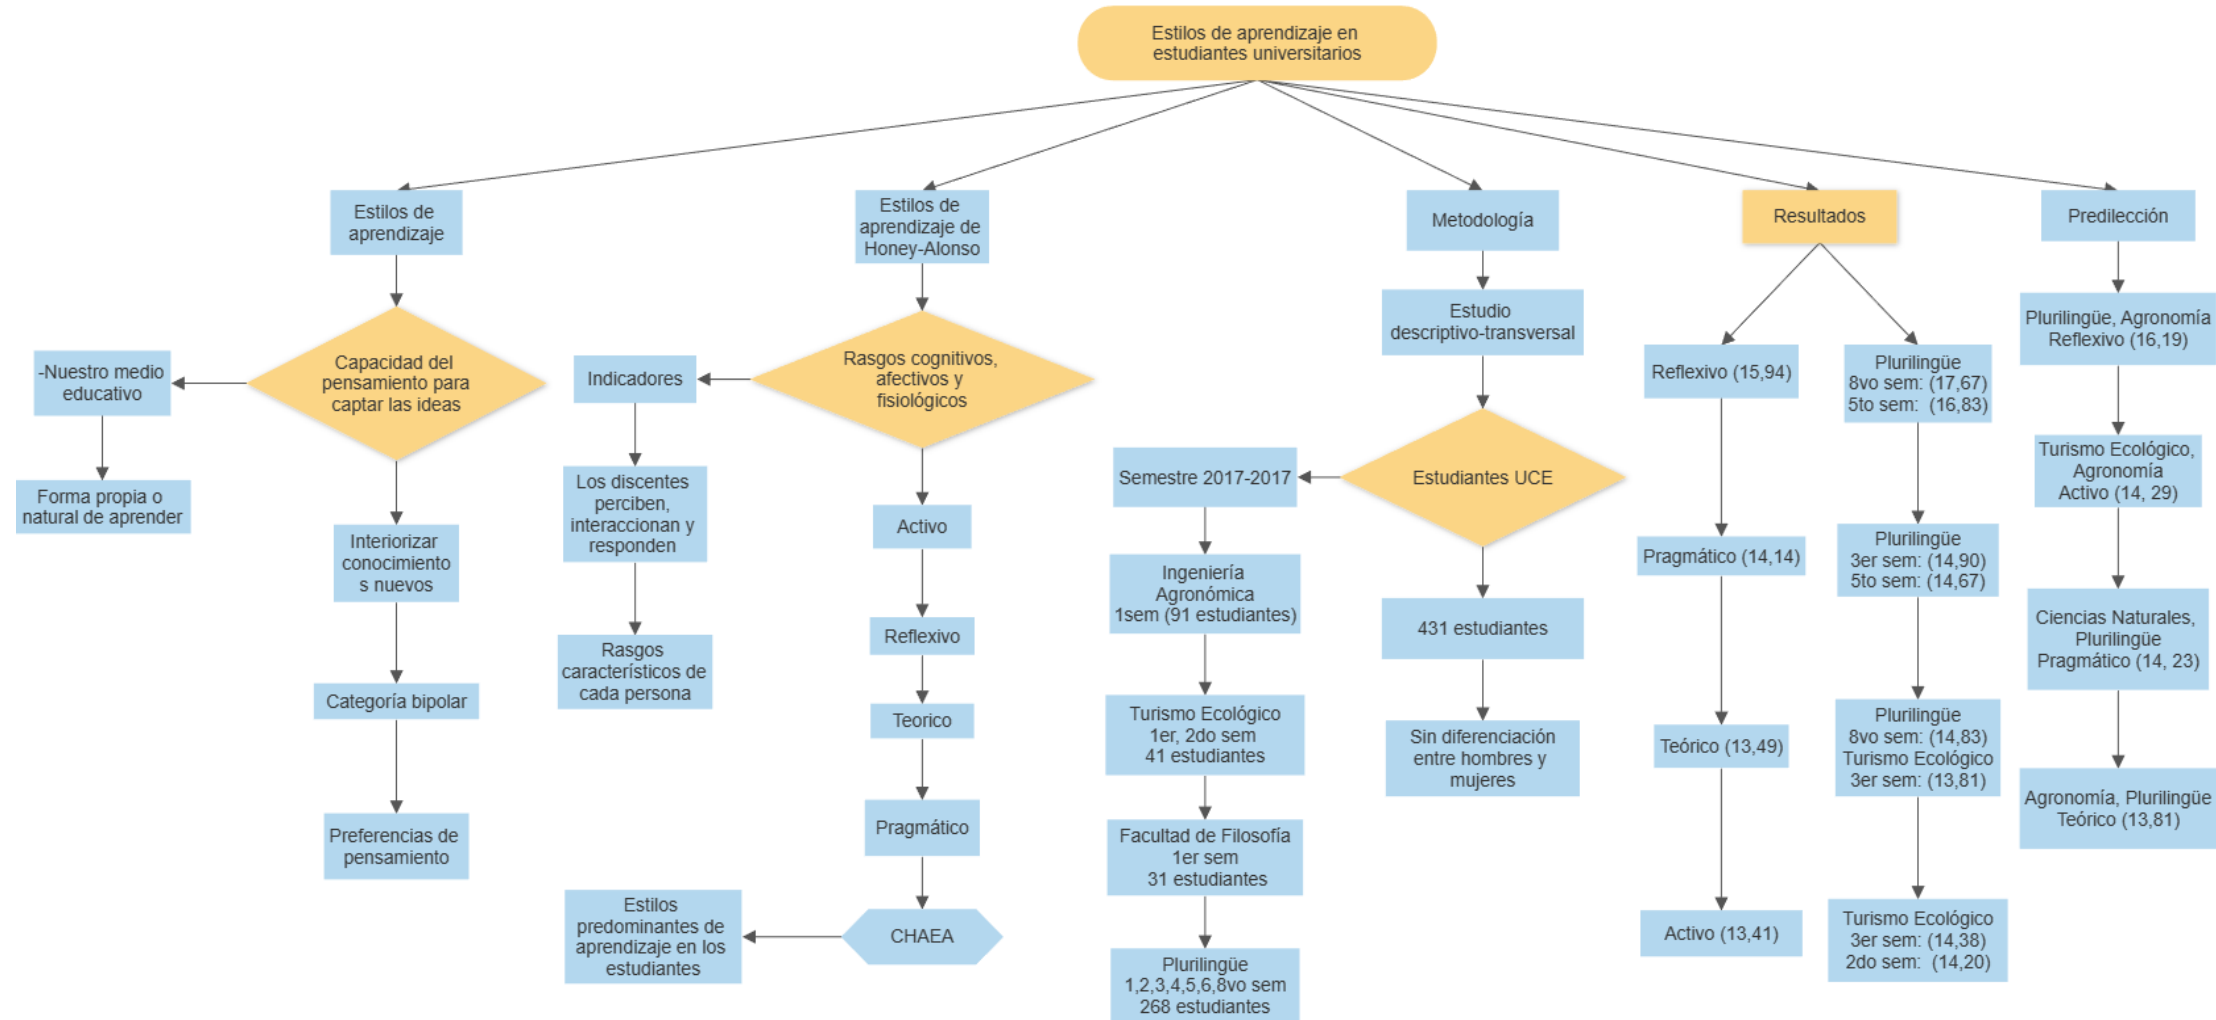 Estilos de aprendizaje en
estudiantes universitarios
Estilos de
aprendizaje
Capacidad del
pensamiento para
captar las ideas
-Nuestro medio
educativo
Forma propia o
natural de aprender
Interiorizar
conocimiento
s nuevos
Categoría bipolar
Preferencias de
pensamiento
Estilos de
aprendizaje de
Honey-Alonso
Rasgos cognitivos,
afectivos y
fisiológicos
Indicadores
Los discentes
perciben,
interaccionan y
responden
Rasgos
característicos de
cada persona
Activo
Reflexivo
Teorico
Pragmático
CHAEA
Estilos
predominantes de
aprendizaje en los
estudiantes
Metodología
Estudio
descriptivo-transversal
Estudiantes UCE
Semestre 2017-2017
Ingeniería
Agronómica
1sem (91 estudiantes)
Turismo Ecológico
1er, 2do sem
41 estudiantes
Facultad de Filosofía
1er sem
31 estudiantes
Plurilingüe
1,2,3,4,5,6,8vo sem
268 estudiantes
431 estudiantes
Sin diferenciación
entre hombres y
mujeres
Resultados
Reflexivo (15,94)
Pragmático (14,14)
Teórico (13,49)
Activo (13,41)
Plurilingüe
8vo sem: (17,67)
5to sem: (16,83)
Plurilingüe
3er sem: (14,90)
5to sem: (14,67)
Plurilingüe
8vo sem: (14,83)
Turismo Ecológico
3er sem: (13,81)
Turismo Ecológico
3er sem: (14,38)
2do sem: (14,20)
Predilección
Plurilingüe, Agronomía
Reflexivo (16,19)
Turismo Ecológico,
Agronomía
Activo (14, 29)
Ciencias Naturales,
Plurilingüe
Pragmático (14, 23)
Agronomía, Plurilingüe
Teórico (13,81)